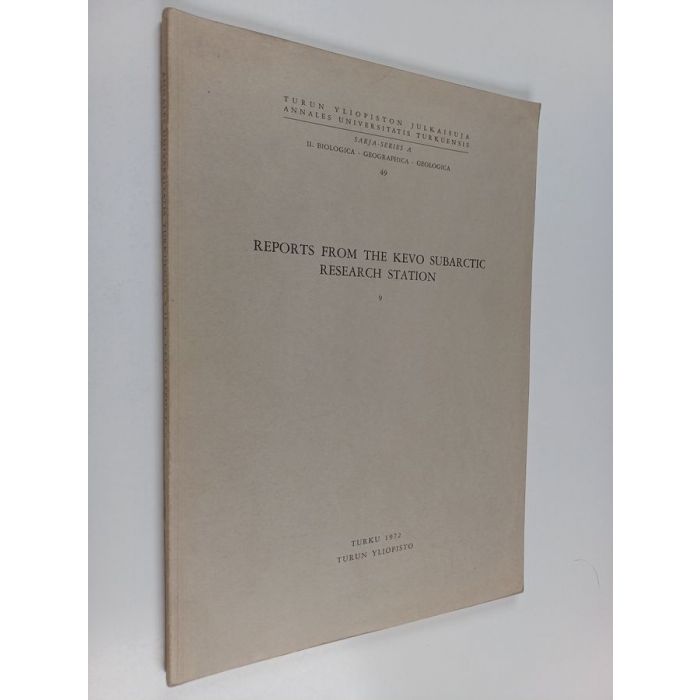 TURUN YLIOPISTON JULKAISUJA
ANNALES UNIVERSITATIS TURKUENSIS
SARJA-SERIES A
II. BIOLOGICA - GEOGRAPHICA - GEOLOGICA
49
REPORTS FROM THE KEVO SUBARCTIC
RESEARCH STATION
9
TURKU 1972
TURUN YLIOPISTO